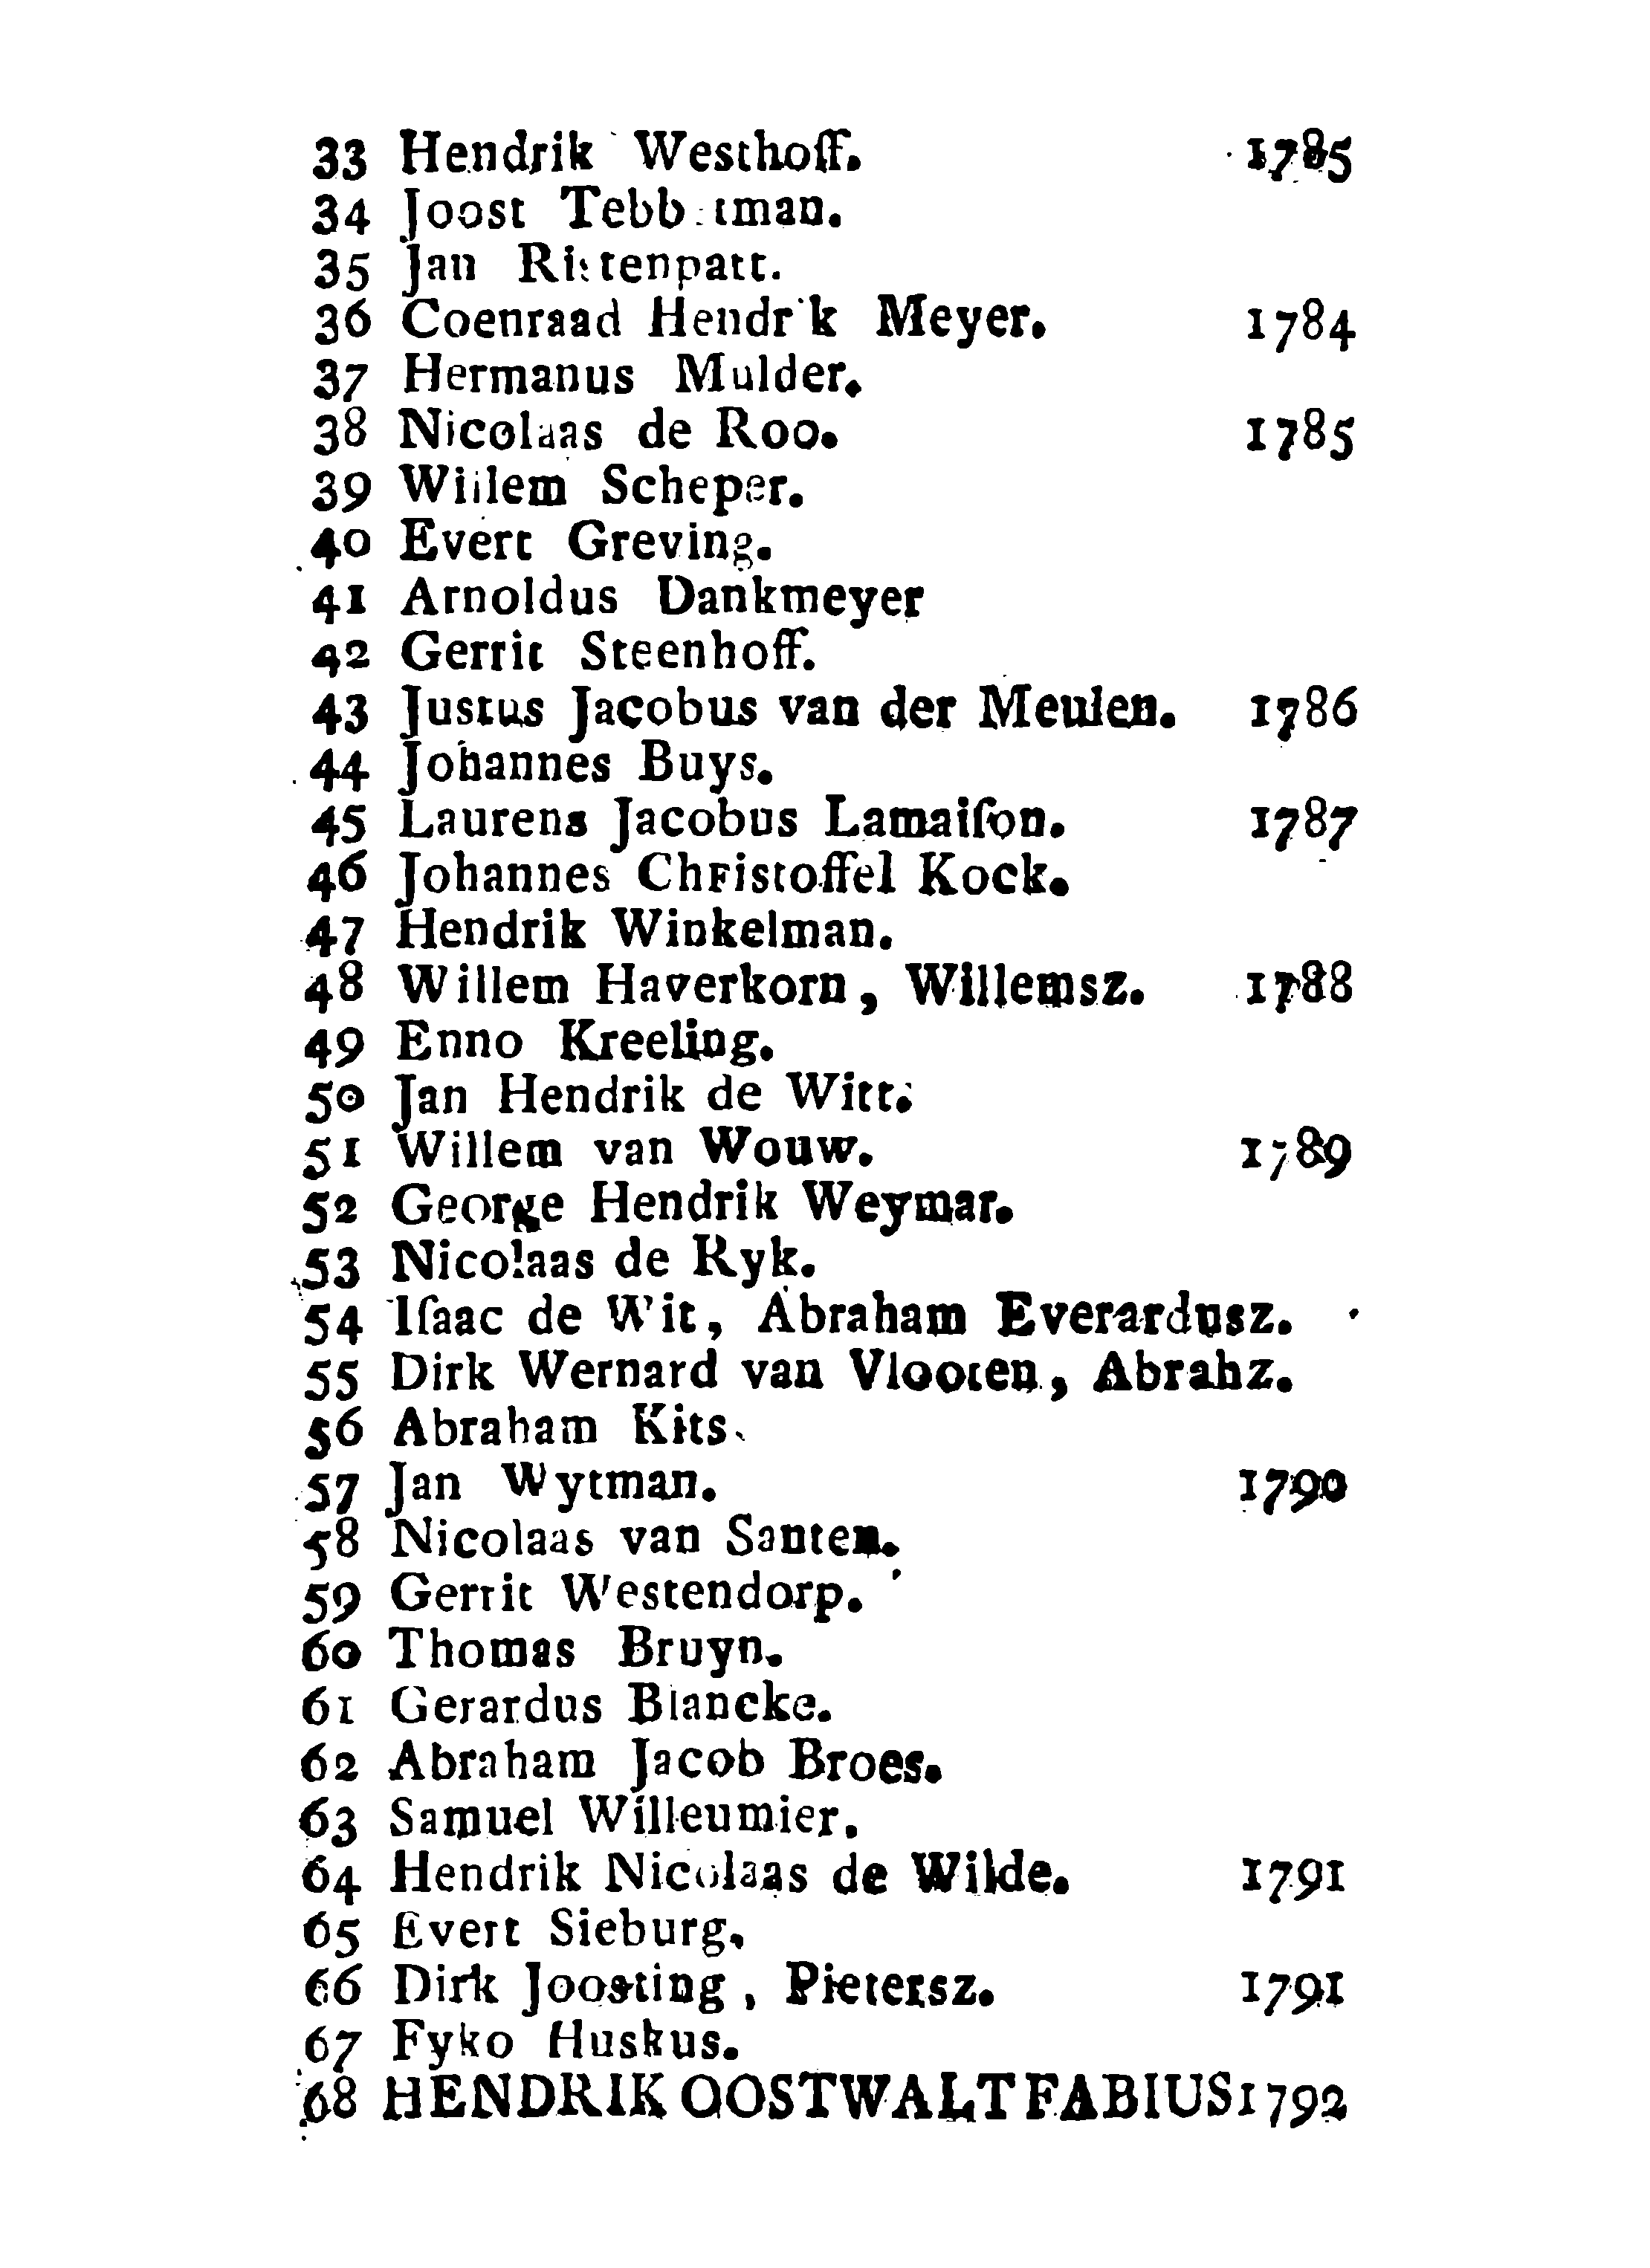 33 Hendrik Westhoff. 1785
34 Joost
35 Jan Rittenpatt.
36 Coenraad Hendrik Meyer. 1784
37 Hermanus Mulder.
38 Nicolaas de Roo. 1785
39 Willem Scheper.
40 Evert Greving.
41 Arnoldus Dankmeyer
42 Gerrit Steenhoff.
43 Justus Jacobus van der Meulen. 1786
44 Johannes Buys.
45 Laurens Jacobus Lamaiſon. 1787
46 Johannes Christoffel Kock.
47 Hendrik Winkelman.
48 Willem Haverkorn, Willemsz. 1788
49 Enno Kreeling.
50 Jan Hendrik de Witt.
51 Willem van Wouw. 1789
52 George Hendrik Weymar.
53 Nicolaas de Ryk.
54 Iſaac de Wit, Abraham Everardusz.
55 Dirk Wernard van Vlooten, Abrahz.
56 Abraham Kits.
57 Jan Wytman. 1790
58 Nicolaas van Santen.
59 Gerrit Westendorp.
60 Thomas Bruyn.
61 Gerardus Blancke.
62 Abraham Jacob Broes.
63 Samuel Willeumier.
64 Hendrik Nicolaas de Wilde. 1791
65 Evert Sieburg.
66 Dirk Joosting, Pietersz. 1791
67 Fyko Huskus.
68 HENDRIK OOSTWALT FABIUS 1792